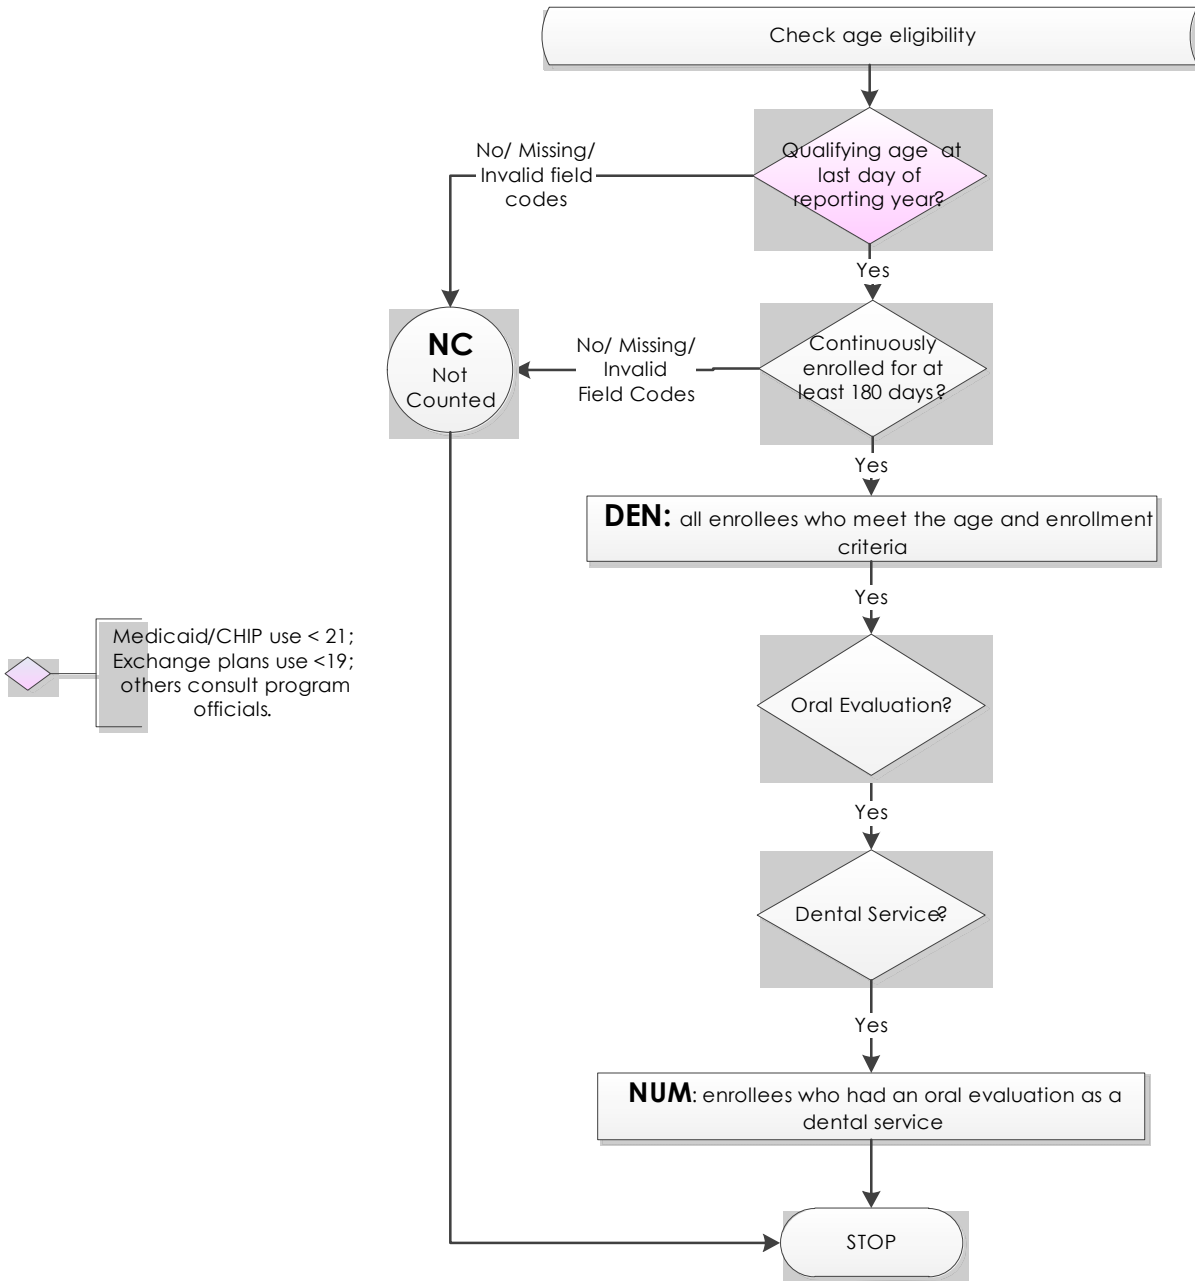 Check age eligibility
Qualifying age at
last day of
reporting year?
No/ Missing/
Invalid field
codes
Yes
Continuously
enrolled for at
least 180 days?
No/ Missing/
Invalid
Field Codes
NC
Not
Counted
Yes
DEN: all enrollees who meet the age and enrollment
criteria
Yes
Medicaid/CHIP use < 21;
Exchange plans use <19;
others consult program
officials.
Oral Evaluation?
Yes
Dental Service?
Yes
NUM: enrollees who had an oral evaluation as a
dental service
STOP